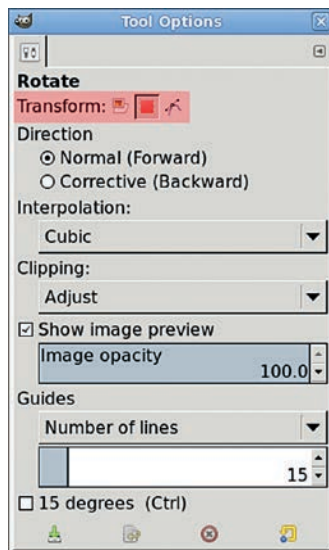 Tool Options
Rotate
Transform:
Direction
Normal (Forward)
Corrective (Backward)
Interpolation:
Cubic
Clipping:
Adjust
Show image preview
Image opacity
100.0
Guides
Number of lines
15
15 degrees (Ctrl)